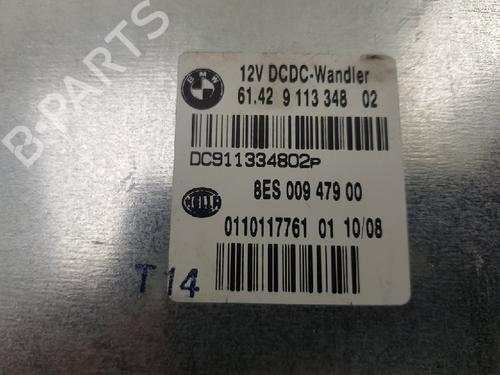 BMW
12V DCDC-Wandler
61.42 9 113 348 02
DC911334802P
8ES 009 479 00
HELLA
0110117761 01 10/08
T14
B-PARTS